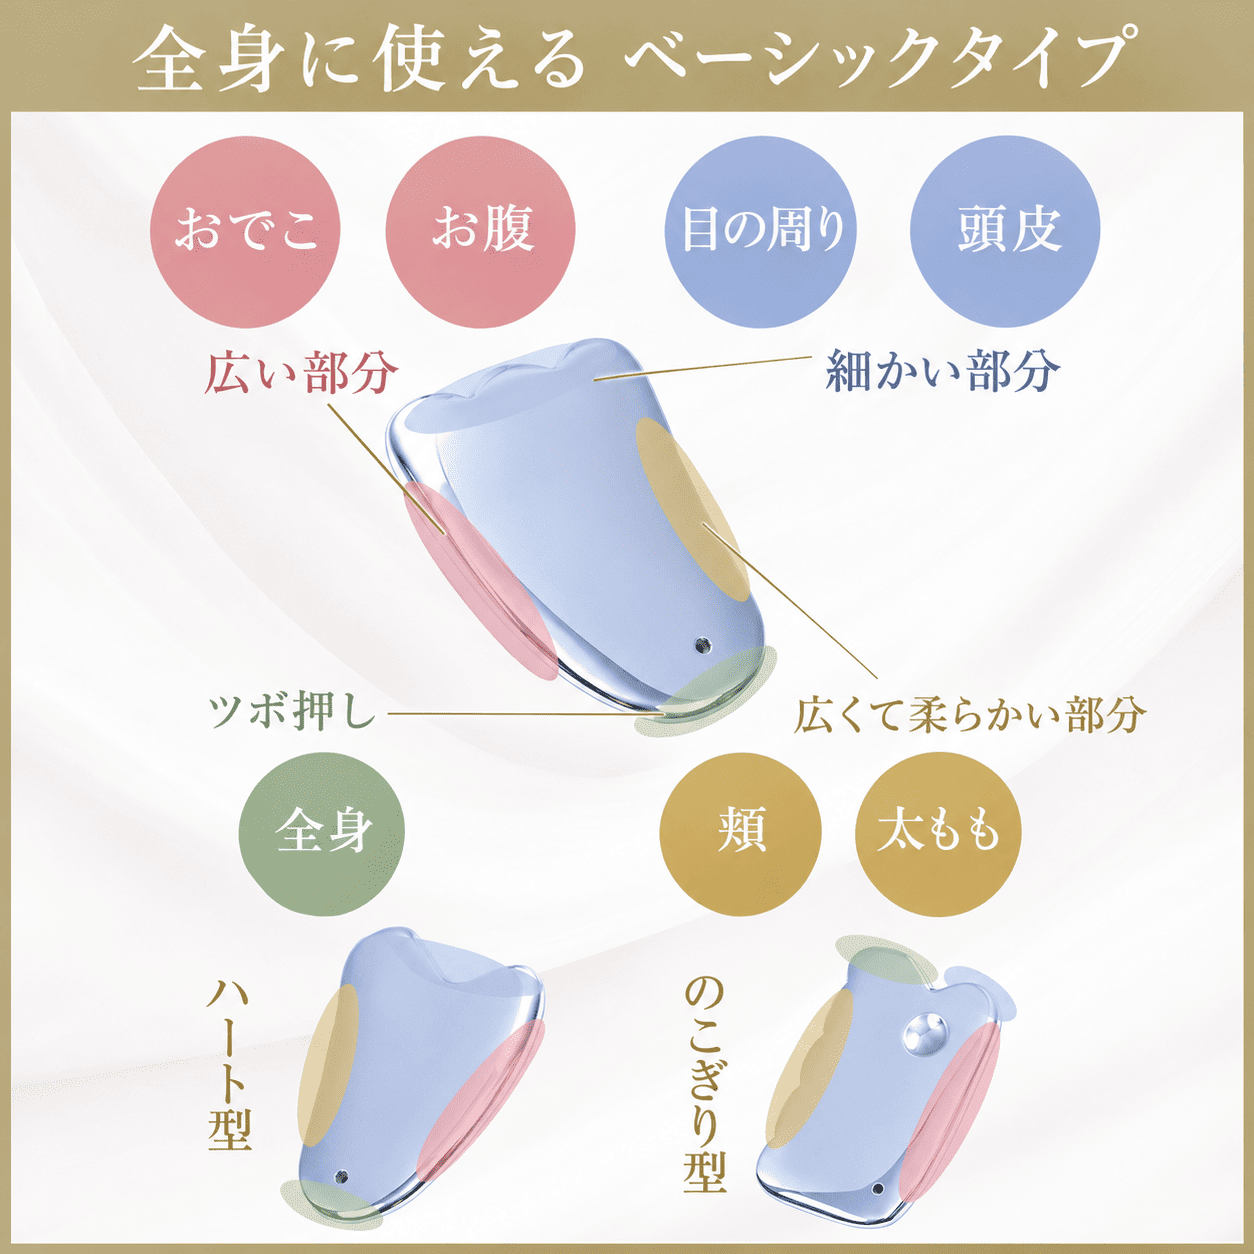 全身に使える ベーシックタイプ
おでこ
お腹
目の周り
頭皮
広い部分
細かい部分
ツボ押し
広くて柔らかい部分
全身
頬
太もも
ハート型
のこぎり型